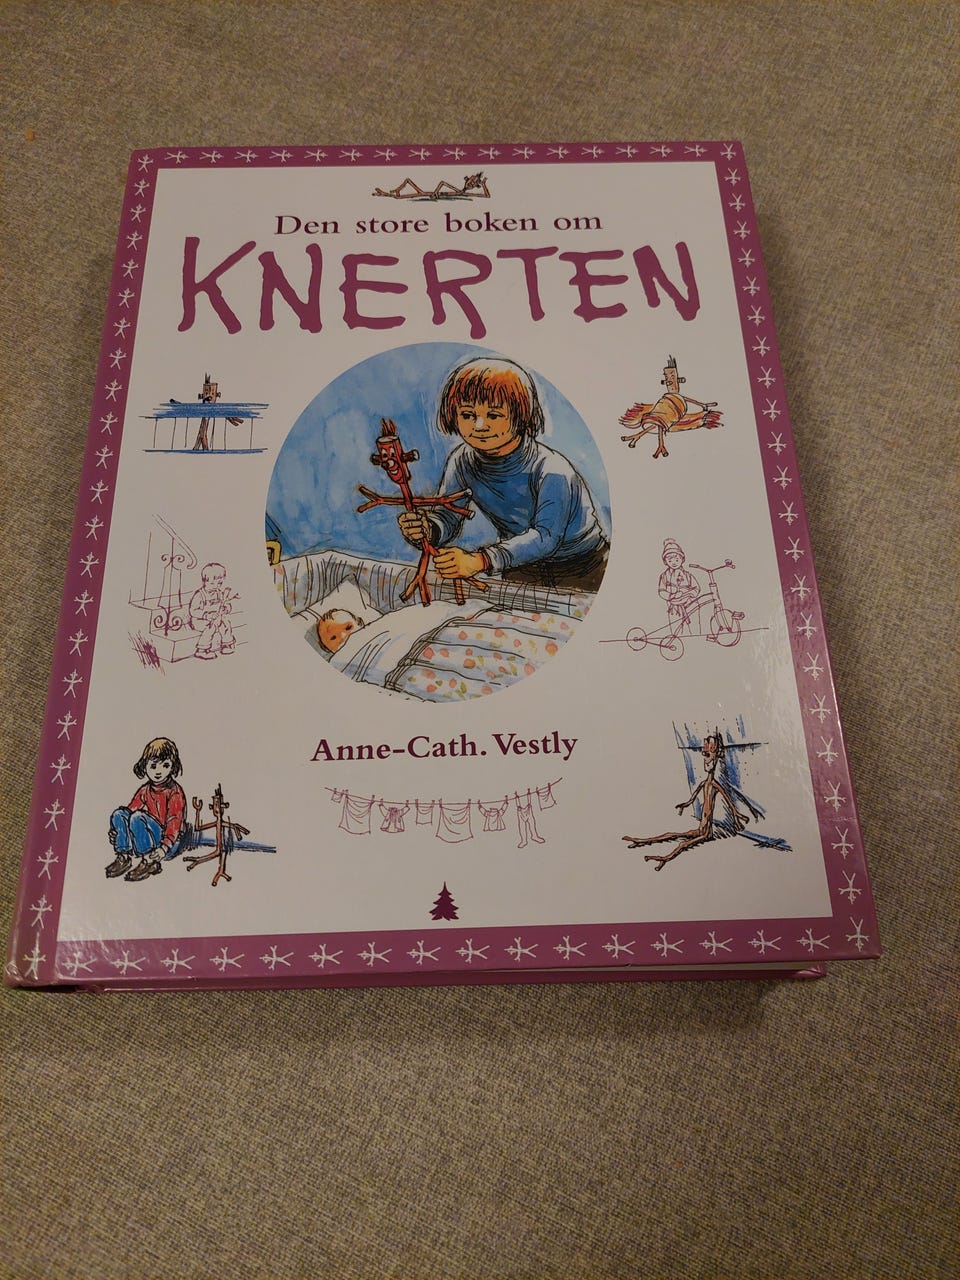 Den store boken om
KNERTEN
Anne-Cath. Vestly